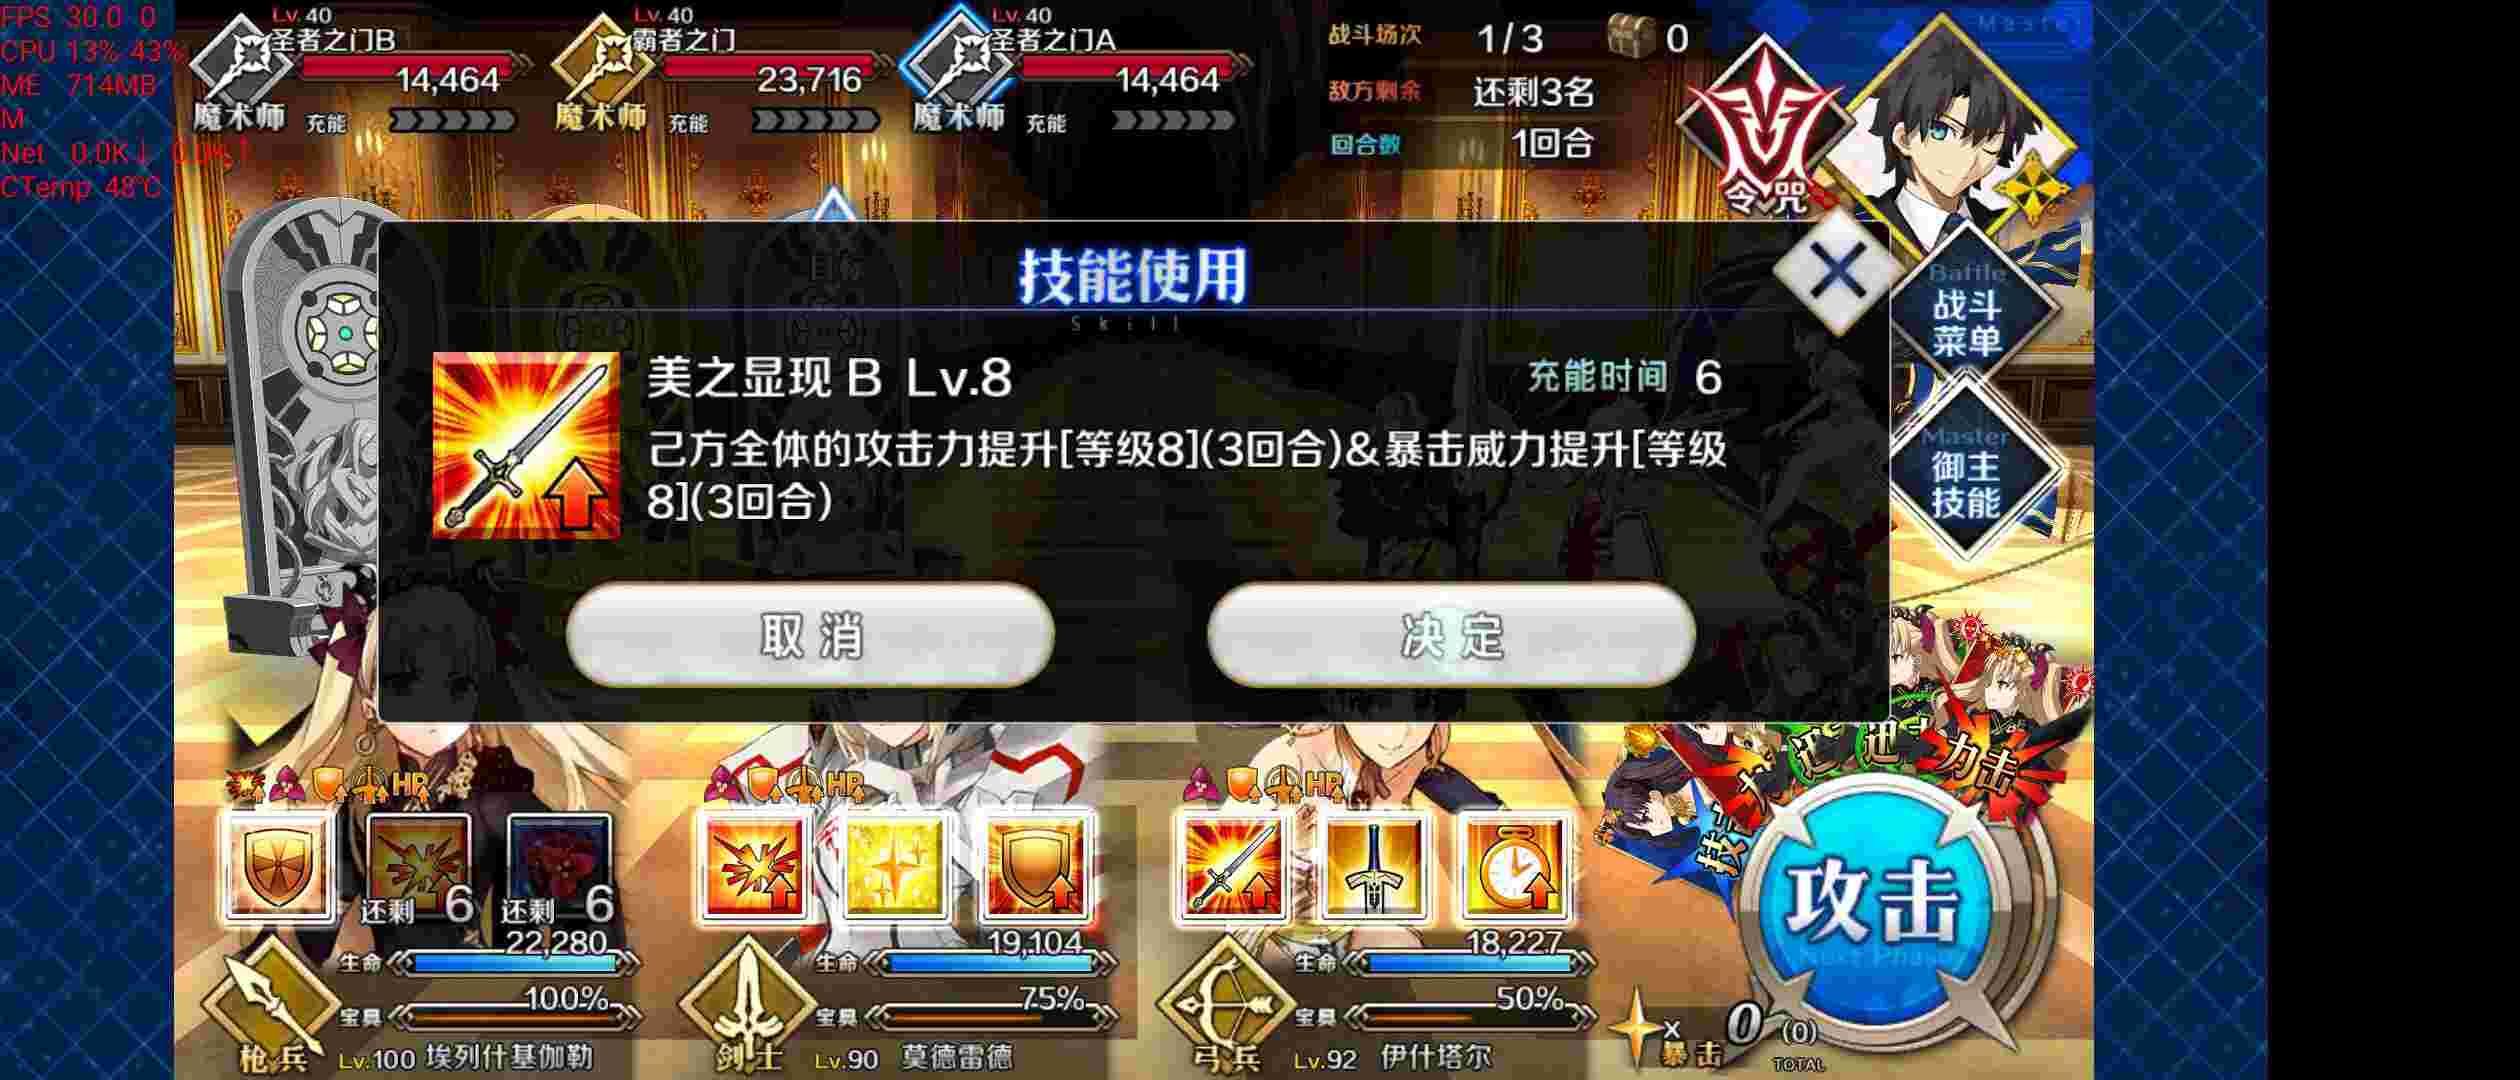 FPS 30.0 0
CPU 13% 43%
ME 714MB
M
Net 0.0K↓ 0.0K↑
CTemp 48℃
Lv.40
圣者之门B
14,464
魔术师 充能
Lv.40
霸者之门
23,716
魔术师 充能
Lv.40
圣者之门A
14,464
魔术师 充能
战斗场次 1/3 0
敌方剩余 还剩3名
回合数 1回合
令咒
Master
Battle
战斗
菜单
Master
御主
技能
技能使用
Skill
美之显现 B Lv.8
充能时间 6
己方全体的攻击力提升[等级8](3回合)&暴击威力提升[等级
8](3回合)
取消
决定
HP
HP
HP
还剩 6
还剩 6
22,280
生命
100%
宝具
枪兵 Lv.100 埃列什基伽勒
19,104
生命
75%
宝具
剑士 Lv.90 莫德雷德
18,227
生命
50%
宝具
弓兵 Lv.92 伊什塔尔
迅
迅
力击
攻击
Next Phase
x
暴击
0 (0)
TOTAL